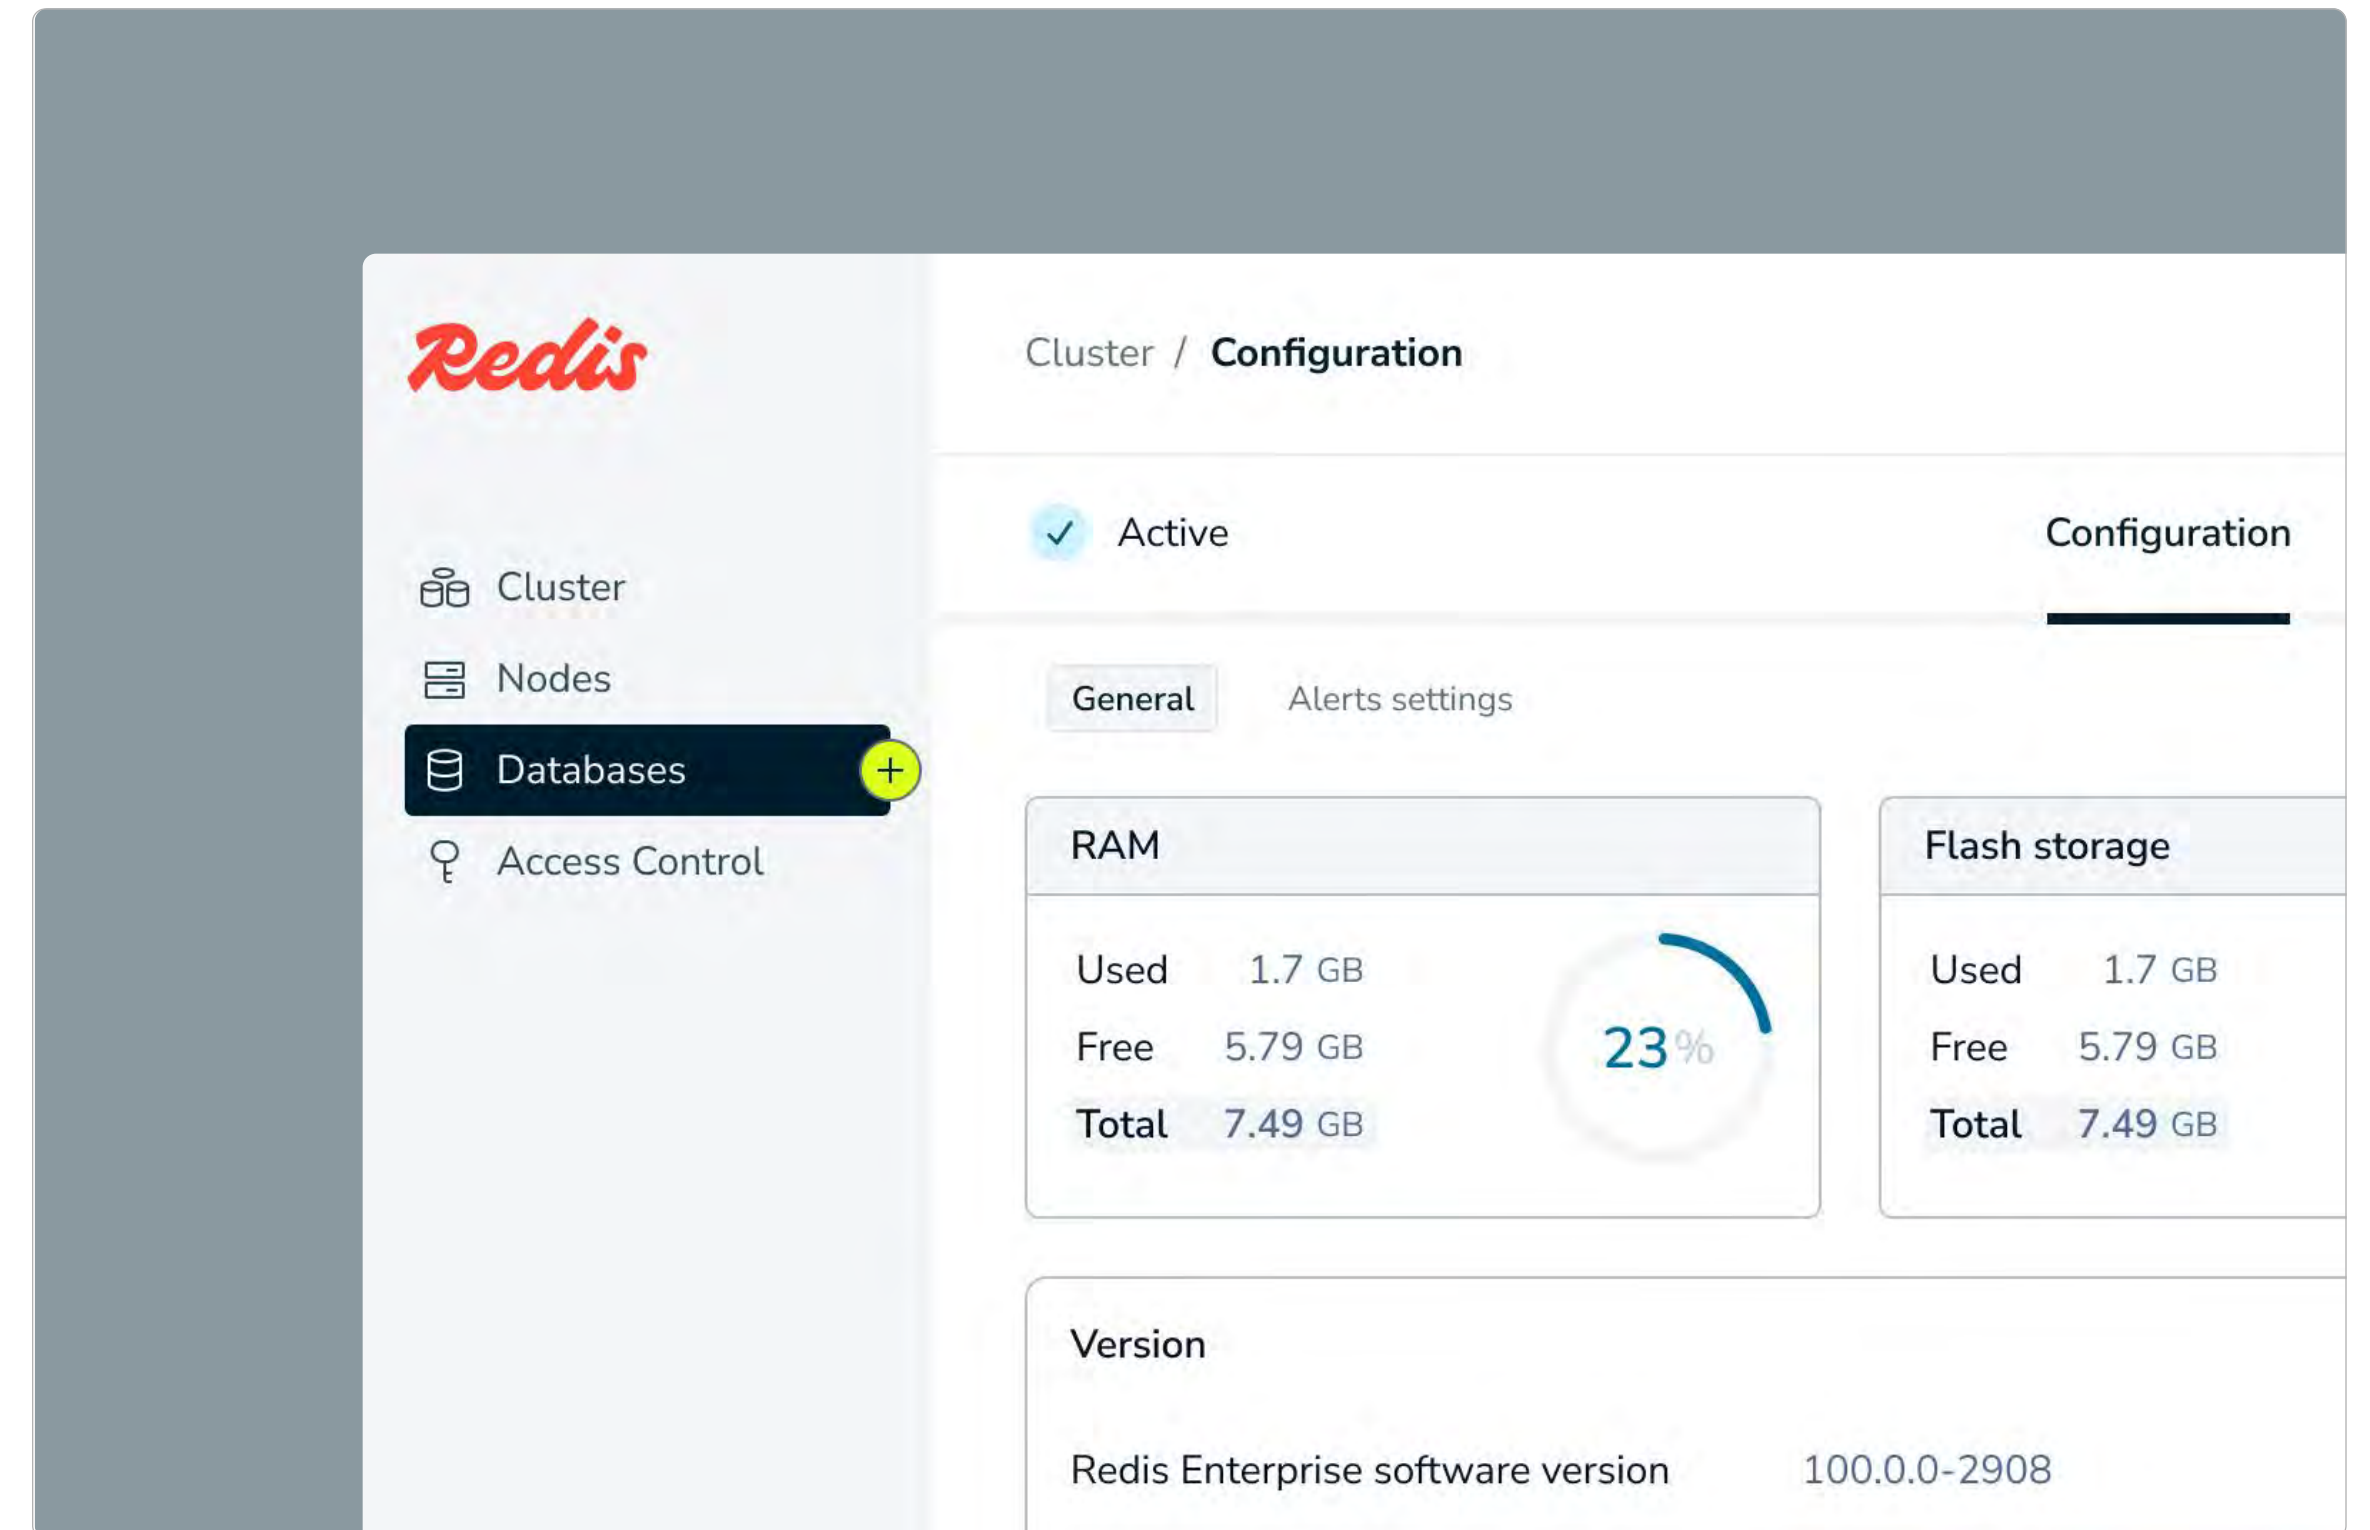 Redis
Cluster / Configuration
Active
Configuration
Cluster
Nodes
Databases +
Access Control
General
Alerts settings
RAM
Used 1.7 GB
Free 5.79 GB
Total 7.49 GB
23%
Flash storage
Used 1.7 GB
Free 5.79 GB
Total 7.49 GB
Version
Redis Enterprise software version 100.0.0-2908